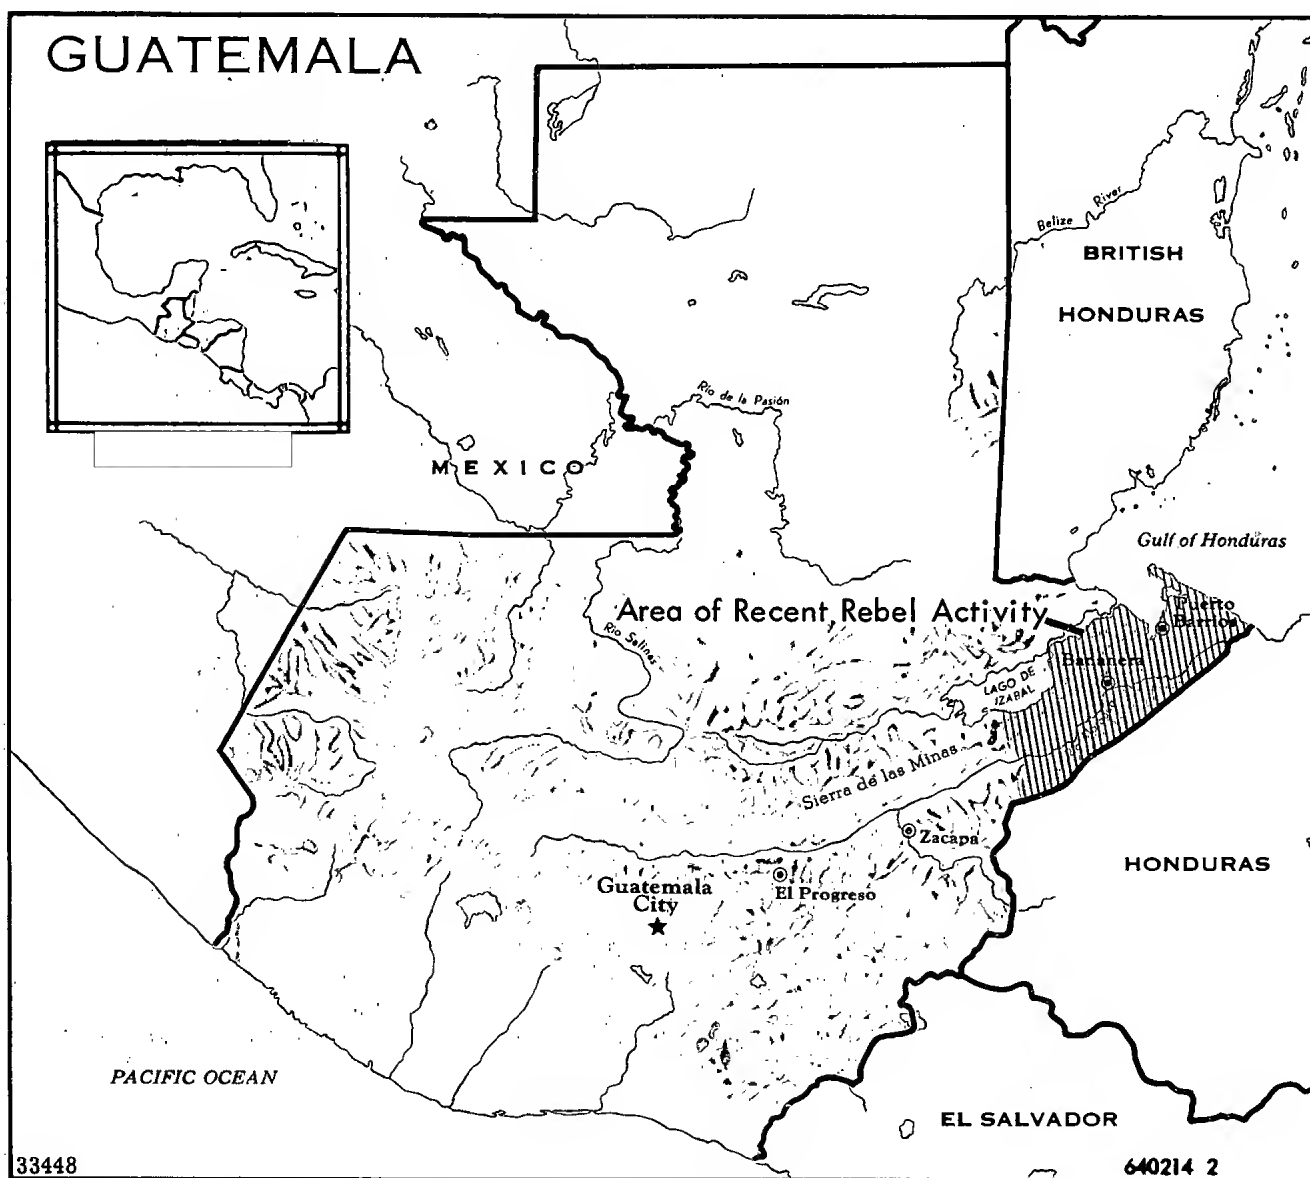 GUATEMALA
Belize River
BRITISH
HONDURAS
Río de la Pasión
MEXICO
Gulf of Honduras
Area of Recent Rebel Activity
Puerto
Barrios
Río Salinas
Bananera
LAGO DE
IZABAL
Sierra de las Minas
Zacapa
HONDURAS
Guatemala
City
El Progreso
PACIFIC OCEAN
EL SALVADOR
33448
640214 2